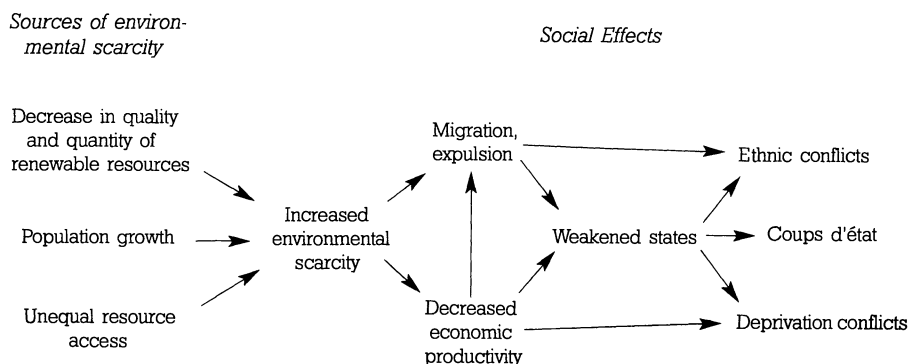 Sources of environ-
mental scarcity
Social Effects
Decrease in quality
and quantity of
renewable resources
Population growth
Unequal resource
access
Increased
environmental
scarcity
Migration,
expulsion
Decreased
economic
productivity
Weakened states
Ethnic conflicts
Coups d'état
Deprivation conflicts